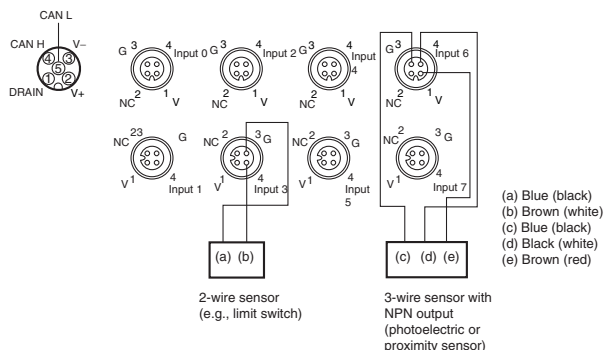 CAN L
CAN H
V–
4
3
5
1
2
DRAIN
V+
G
3
4
Input 0
NC
2
1
V
G
3
4
Input 2
NC
2
1
V
G
3
4
Input
4
NC
2
1
V
G
3
4
Input 6
NC
2
1
V
NC
23
G
V
1
4
Input 1
NC
2
3
G
V
1
4
Input 3
NC
2
3
G
V
1
4
Input
5
NC
2
3
G
V
1
4
Input 7
(a) (b)
(c) (d) (e)
2-wire sensor
(e.g., limit switch)
3-wire sensor with
NPN output
(photoelectric or
proximity sensor)
(a) Blue (black)
(b) Brown (white)
(c) Blue (black)
(d) Black (white)
(e) Brown (red)